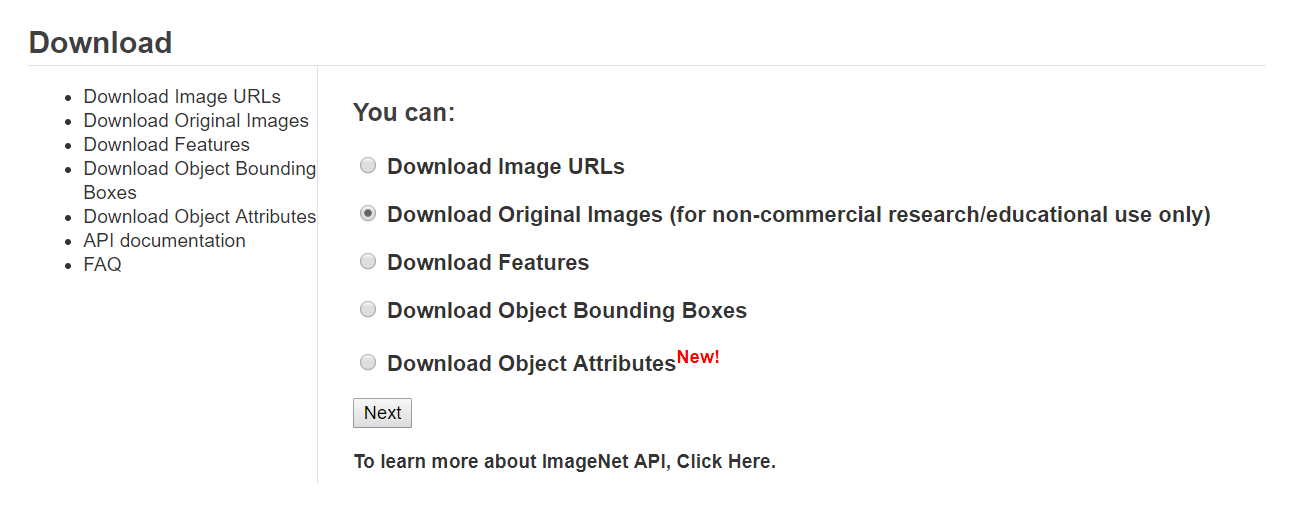 Download
Download Image URLs
Download Original Images
Download Features
Download Object Bounding
Boxes
Download Object Attributes
API documentation
FAQ
You can:
Download Image URLs
Download Original Images (for non-commercial research/educational use only)
Download Features
Download Object Bounding Boxes
Download Object Attributes New!
Next
To learn more about ImageNet API, Click Here.